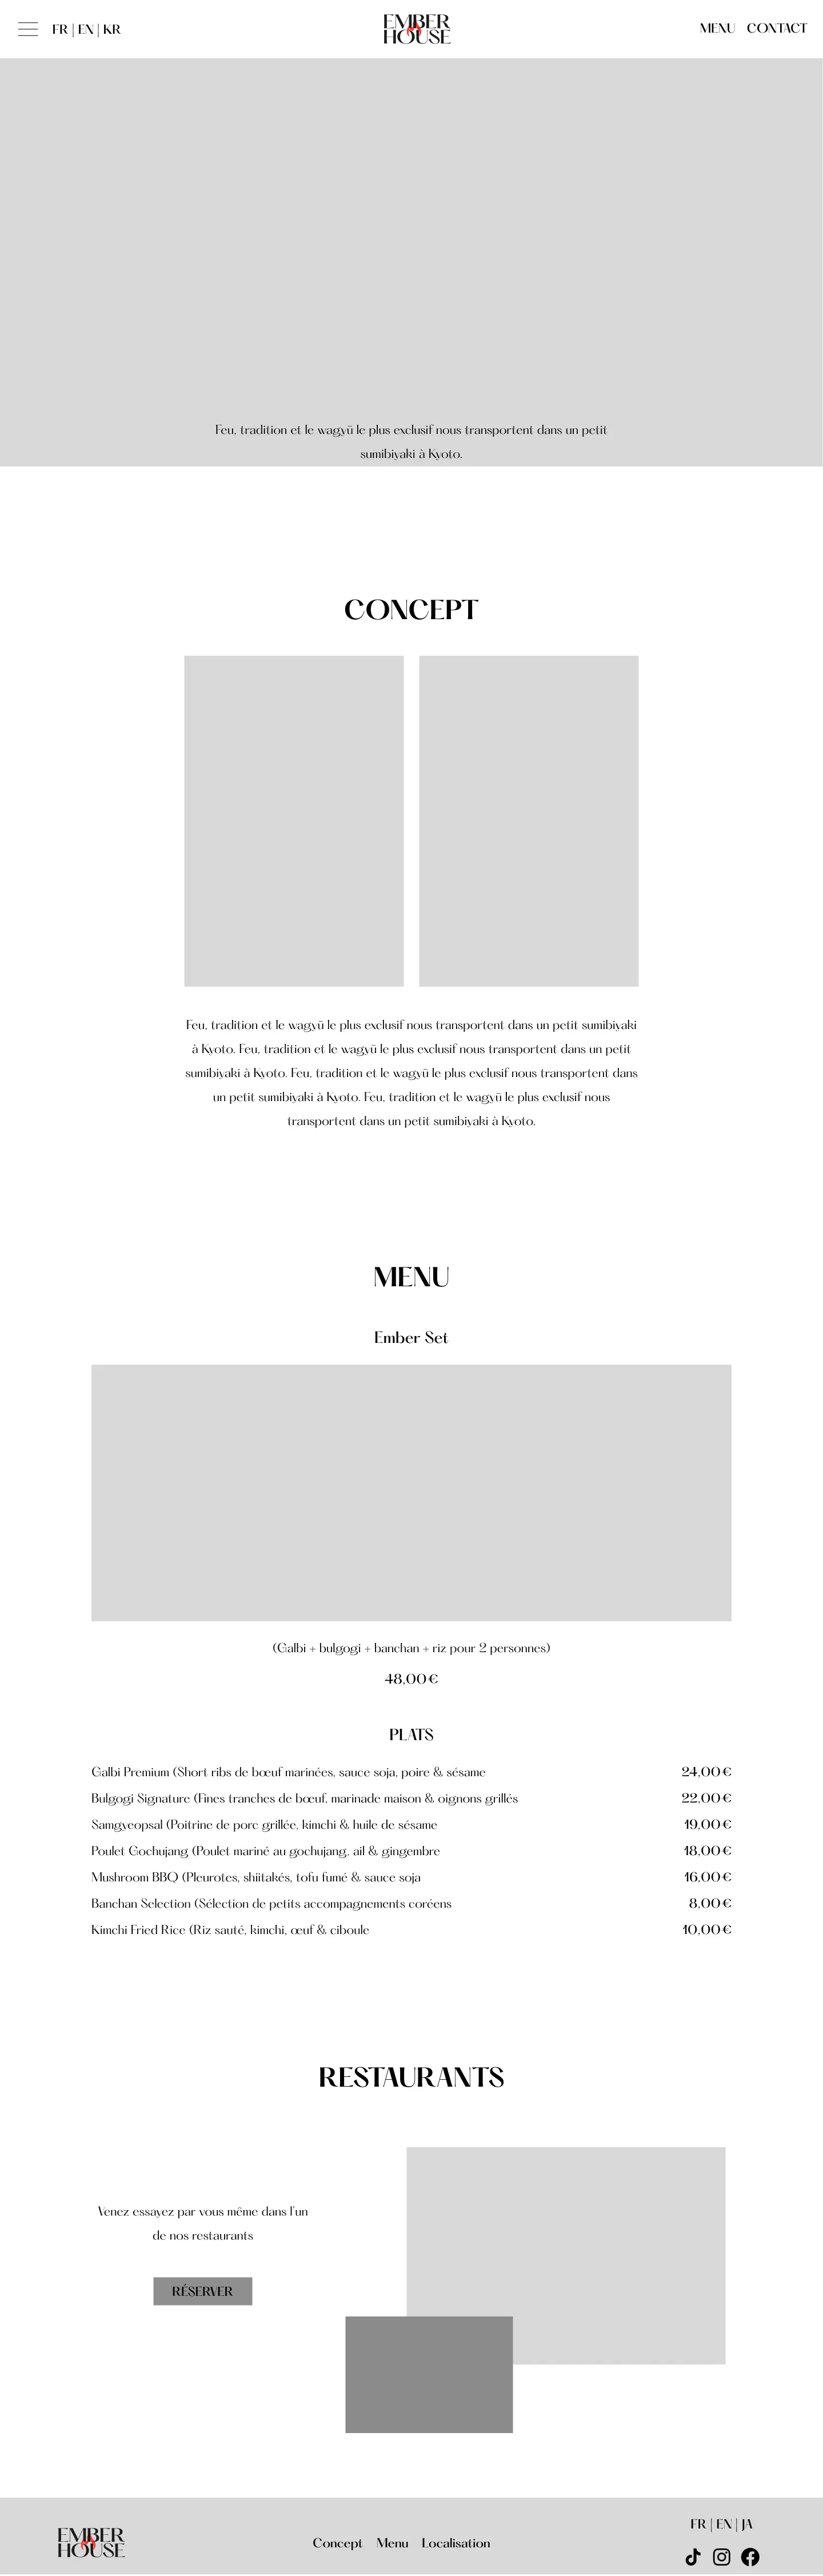 FR | EN | KR
EMBER
HOUSE
MENU CONTACT
Feu, tradition et le wagyū le plus exclusif nous transportent dans un petit
sumibiyaki à Kyoto.
CONCEPT
Feu, tradition et le wagyū le plus exclusif nous transportent dans un petit sumibiyaki
à Kyoto. Feu, tradition et le wagyū le plus exclusif nous transportent dans un petit
sumibiyaki à Kyoto. Feu, tradition et le wagyū le plus exclusif nous transportent dans
un petit sumibiyaki à Kyoto. Feu, tradition et le wagyū le plus exclusif nous
transportent dans un petit sumibiyaki à Kyoto.
MENU
Ember Set
(Galbi + bulgogi + banchan + riz pour 2 personnes)
48,00€
PLATS
Galbi Premium (Short ribs de bœuf marinées, sauce soja, poire & sésame 24,00€
Bulgogi Signature (Fines tranches de bœuf, marinade maison & oignons grillés 22,00€
Samgyeopsal (Poitrine de porc grillée, kimchi & huile de sésame 19,00€
Poulet Gochujang (Poulet mariné au gochujang, ail & gingembre 18,00€
Mushroom BBQ (Pleurotes, shiitakés, tofu fumé & sauce soja 16,00€
Banchan Selection (Sélection de petits accompagnements coréens 8,00€
Kimchi Fried Rice (Riz sauté, kimchi, œuf & ciboule 10,00€
RESTAURANTS
Venez essayez par vous même dans l'un
de nos restaurants
RÉSERVER
EMBER
HOUSE
Concept Menu Localisation
FR | EN | JA